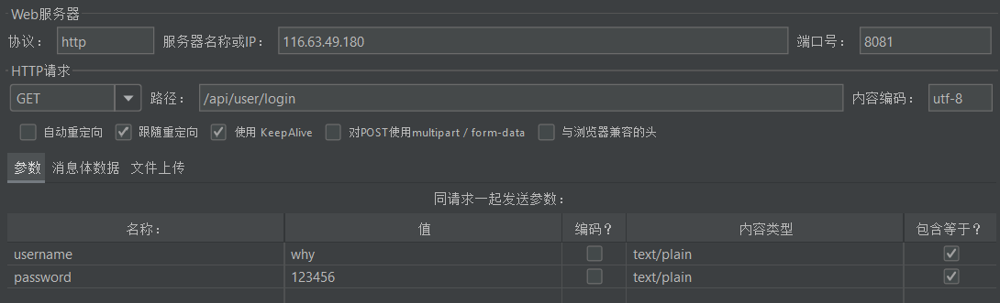 Web服务器
协议： http 服务器名称或IP： 116.63.49.180 端口号： 8081
HTTP请求
GET 路径： /api/user/login 内容编码： utf-8
自动重定向 跟随重定向 使用 KeepAlive 对POST使用multipart / form-data 与浏览器兼容的头
参数 消息体数据 文件上传
同请求一起发送参数：
名称： 值 编码？ 内容类型 包含等于？
username why text/plain
password 123456 text/plain